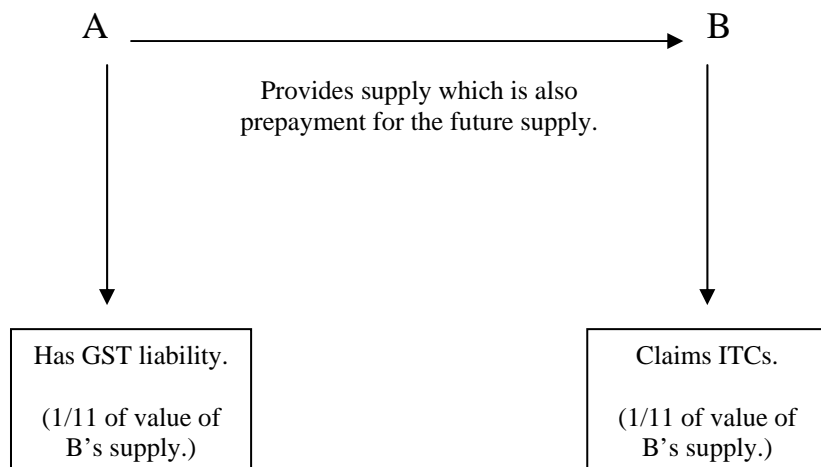 A
B
Provides supply which is also
prepayment for the future supply.
Has GST liability.
(1/11 of value of
B's supply.)
Claims ITCs.
(1/11 of value of
B's supply.)